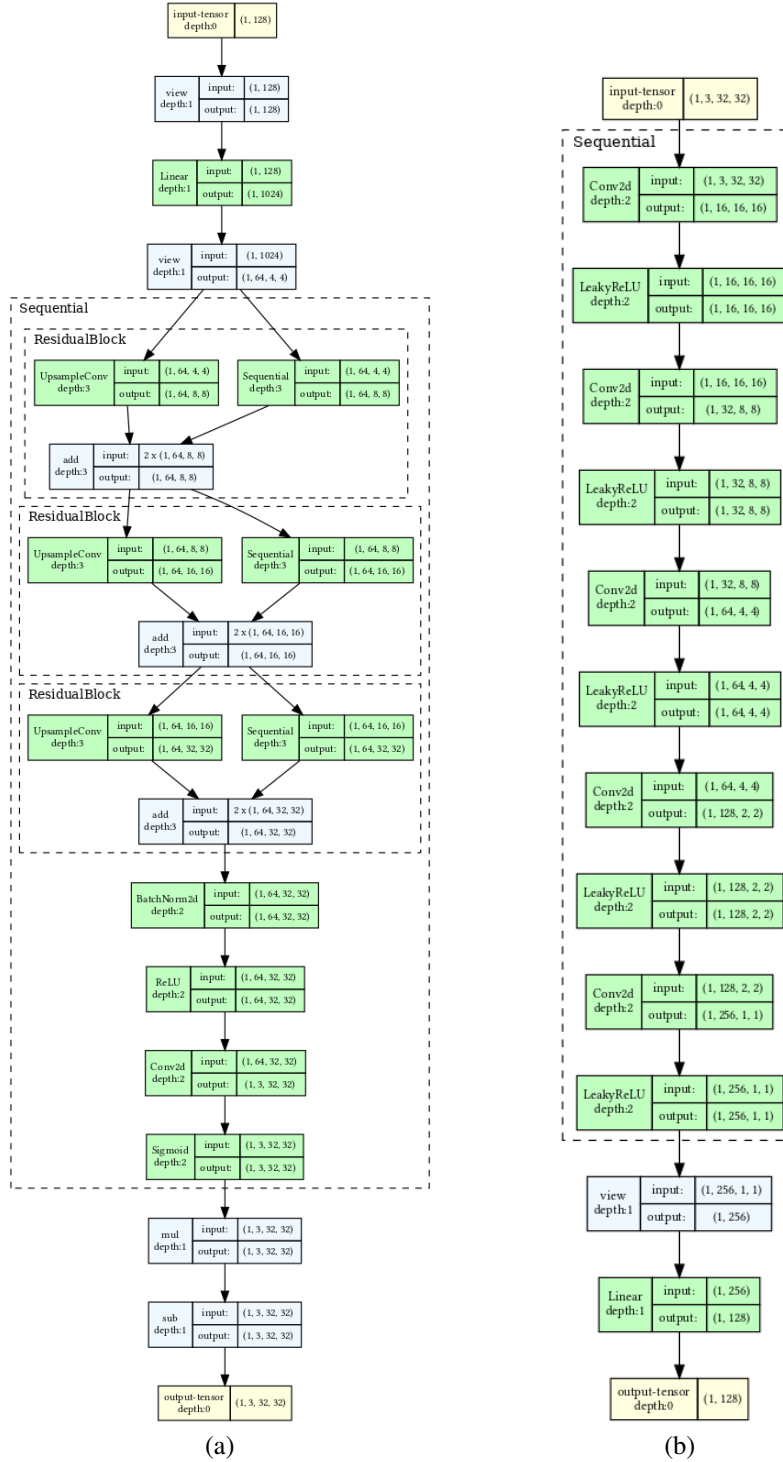 input-tensor
depth:0
(1, 128)
view
depth:1
input:
(1, 128)
output:
(1, 128)
Linear
depth:1
input:
(1, 128)
output:
(1, 1024)
view
depth:1
input:
(1, 1024)
output:
(1, 64, 4, 4)
Sequential
ResidualBlock
UpsampleConv
depth:3
input:
(1, 64, 4, 4)
output:
(1, 64, 8, 8)
Sequential
depth:3
input:
(1, 64, 4, 4)
output:
(1, 64, 8, 8)
add
depth:3
input:
2 x (1, 64, 8, 8)
output:
(1, 64, 8, 8)
ResidualBlock
UpsampleConv
depth:3
input:
(1, 64, 8, 8)
output:
(1, 64, 16, 16)
Sequential
depth:3
input:
(1, 64, 8, 8)
output:
(1, 64, 16, 16)
add
depth:3
input:
2 x (1, 64, 16, 16)
output:
(1, 64, 16, 16)
ResidualBlock
UpsampleConv
depth:3
input:
(1, 64, 16, 16)
output:
(1, 64, 32, 32)
Sequential
depth:3
input:
(1, 64, 16, 16)
output:
(1, 64, 32, 32)
add
depth:3
input:
2 x (1, 64, 32, 32)
output:
(1, 64, 32, 32)
BatchNorm2d
depth:2
input:
(1, 64, 32, 32)
output:
(1, 64, 32, 32)
ReLU
depth:2
input:
(1, 64, 32, 32)
output:
(1, 64, 32, 32)
Conv2d
depth:2
input:
(1, 64, 32, 32)
output:
(1, 3, 32, 32)
Sigmoid
depth:2
input:
(1, 3, 32, 32)
output:
(1, 3, 32, 32)
mul
depth:1
input:
(1, 3, 32, 32)
output:
(1, 3, 32, 32)
sub
depth:1
input:
(1, 3, 32, 32)
output:
(1, 3, 32, 32)
output-tensor
depth:0
(1, 3, 32, 32)
(a)
input-tensor
depth:0
(1, 3, 32, 32)
Sequential
Conv2d
depth:2
input:
(1, 3, 32, 32)
output:
(1, 16, 16, 16)
LeakyReLU
depth:2
input:
(1, 16, 16, 16)
output:
(1, 16, 16, 16)
Conv2d
depth:2
input:
(1, 16, 16, 16)
output:
(1, 32, 8, 8)
LeakyReLU
depth:2
input:
(1, 32, 8, 8)
output:
(1, 32, 8, 8)
Conv2d
depth:2
input:
(1, 32, 8, 8)
output:
(1, 64, 4, 4)
LeakyReLU
depth:2
input:
(1, 64, 4, 4)
output:
(1, 64, 4, 4)
Conv2d
depth:2
input:
(1, 64, 4, 4)
output:
(1, 128, 2, 2)
LeakyReLU
depth:2
input:
(1, 128, 2, 2)
output:
(1, 128, 2, 2)
Conv2d
depth:2
input:
(1, 128, 2, 2)
output:
(1, 256, 1, 1)
LeakyReLU
depth:2
input:
(1, 256, 1, 1)
output:
(1, 256, 1, 1)
view
depth:1
input:
(1, 256, 1, 1)
output:
(1, 256)
Linear
depth:1
input:
(1, 256)
output:
(1, 128)
output-tensor
depth:0
(1, 128)
(b)